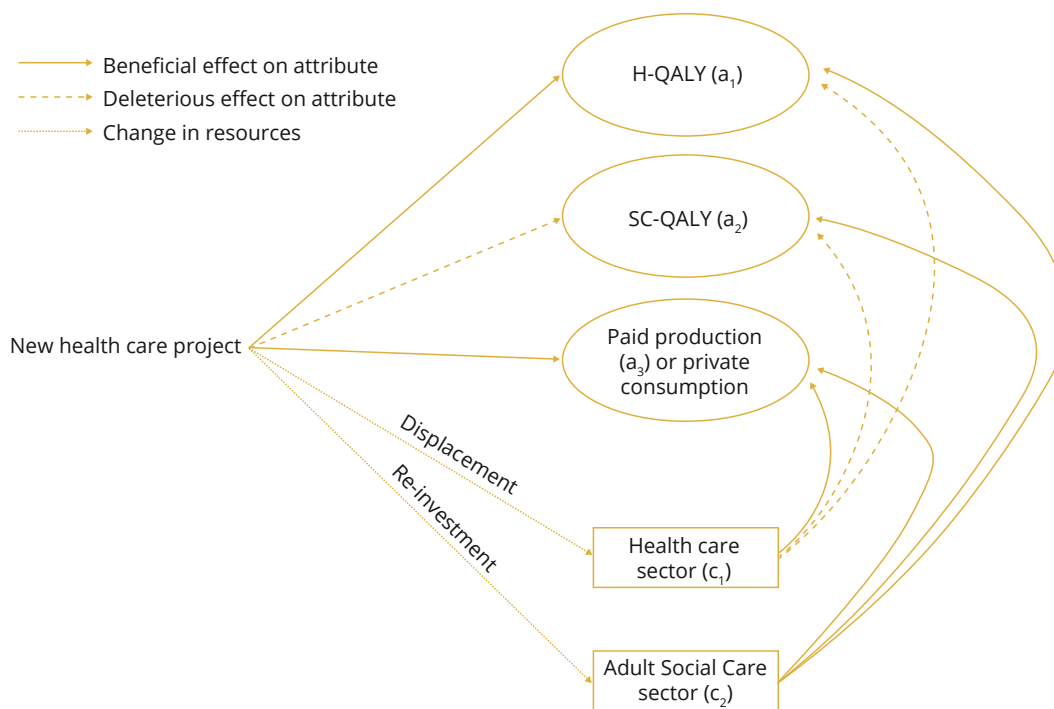 Beneficial effect on attribute
Deleterious effect on attribute
Change in resources
H-QALY (a₁)
SC-QALY (a₂)
New health care project
Paid production
(a₃) or private
consumption
Displacement
Re-investment
Health care
sector (c₁)
Adult Social Care
sector (c₂)